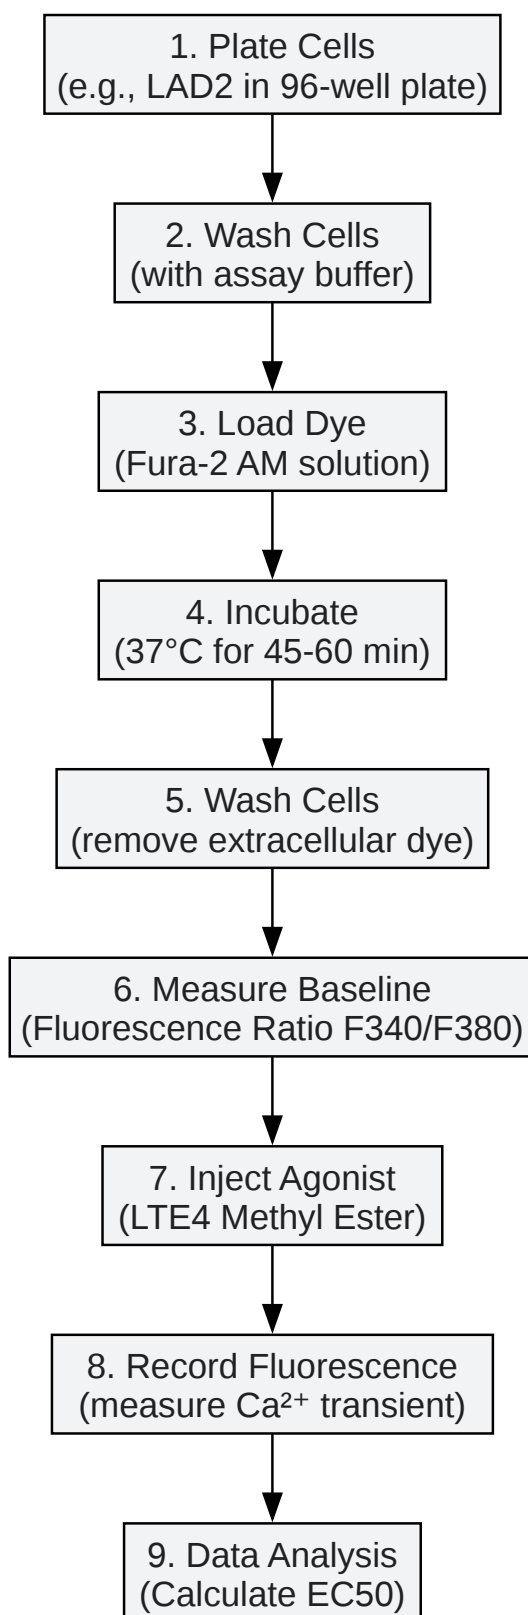 1. Plate Cells
(e.g., LAD2 in 96-well plate)
2. Wash Cells
(with assay buffer)
3. Load Dye
(Fura-2 AM solution)
4. Incubate
(37°C for 45-60 min)
5. Wash Cells
(remove extracellular dye)
6. Measure Baseline
(Fluorescence Ratio F340/F380)
7. Inject Agonist
(LTE4 Methyl Ester)
8. Record Fluorescence
(measure Ca²⁺ transient)
9. Data Analysis
(Calculate EC50)